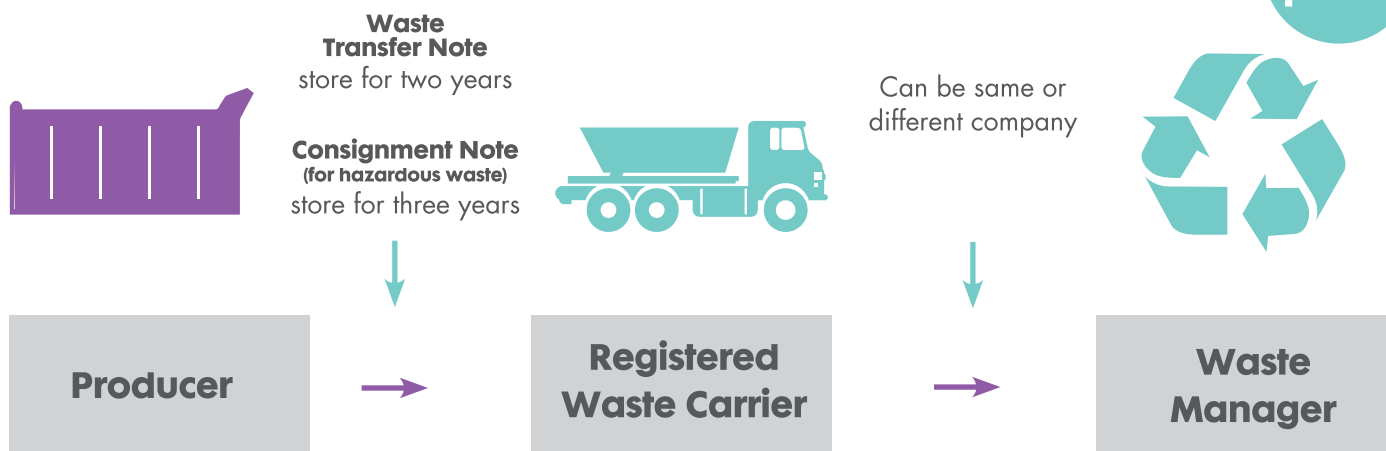 Waste
Transfer Note
store for two years
Consignment Note
(for hazardous waste)
store for three years
Can be same or
different company
Producer
Registered
Waste Carrier
Waste
Manager